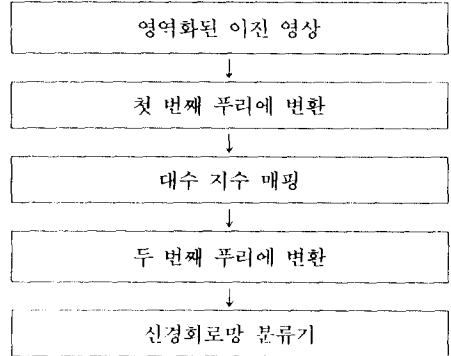 영역화된 이진 영상
첫 번째 푸리에 변환
대수 지수 매핑
두 번째 푸리에 변환
신경회로망 분류기